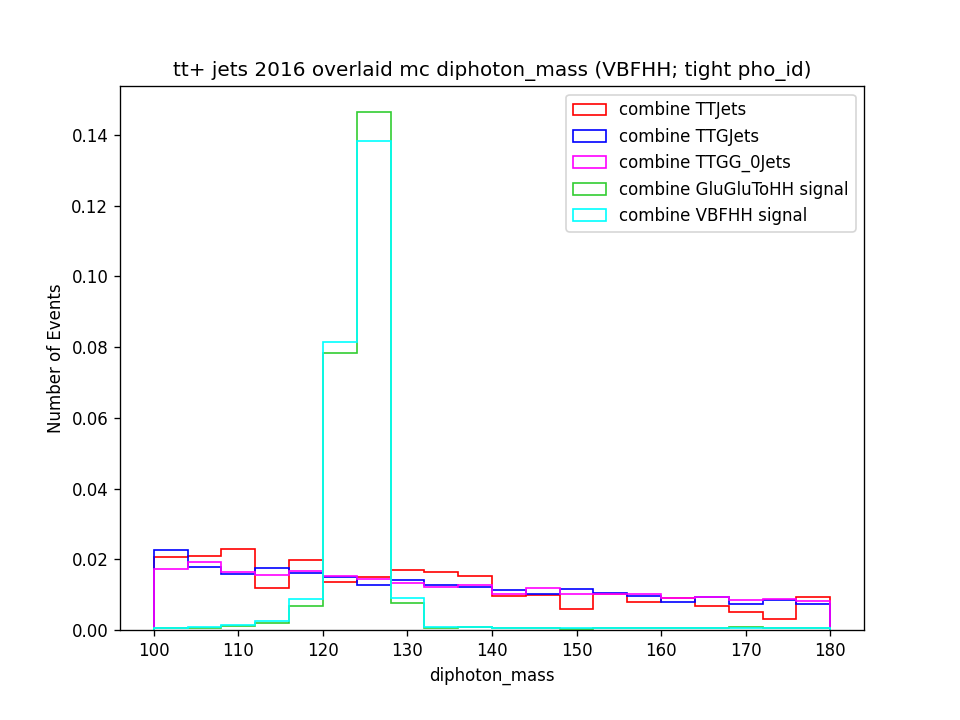 tt+ jets 2016 overlaid mc diphoton_mass (VBFHH; tight pho_id)
combine TTJets
combine TTGJets
combine TTGG_0Jets
combine GluGluToHH signal
combine VBFHH signal
Number of Events
0.14
0.12
0.10
0.08
0.06
0.04
0.02
0.00
100 110 120 130 140 150 160 170 180
diphoton_mass